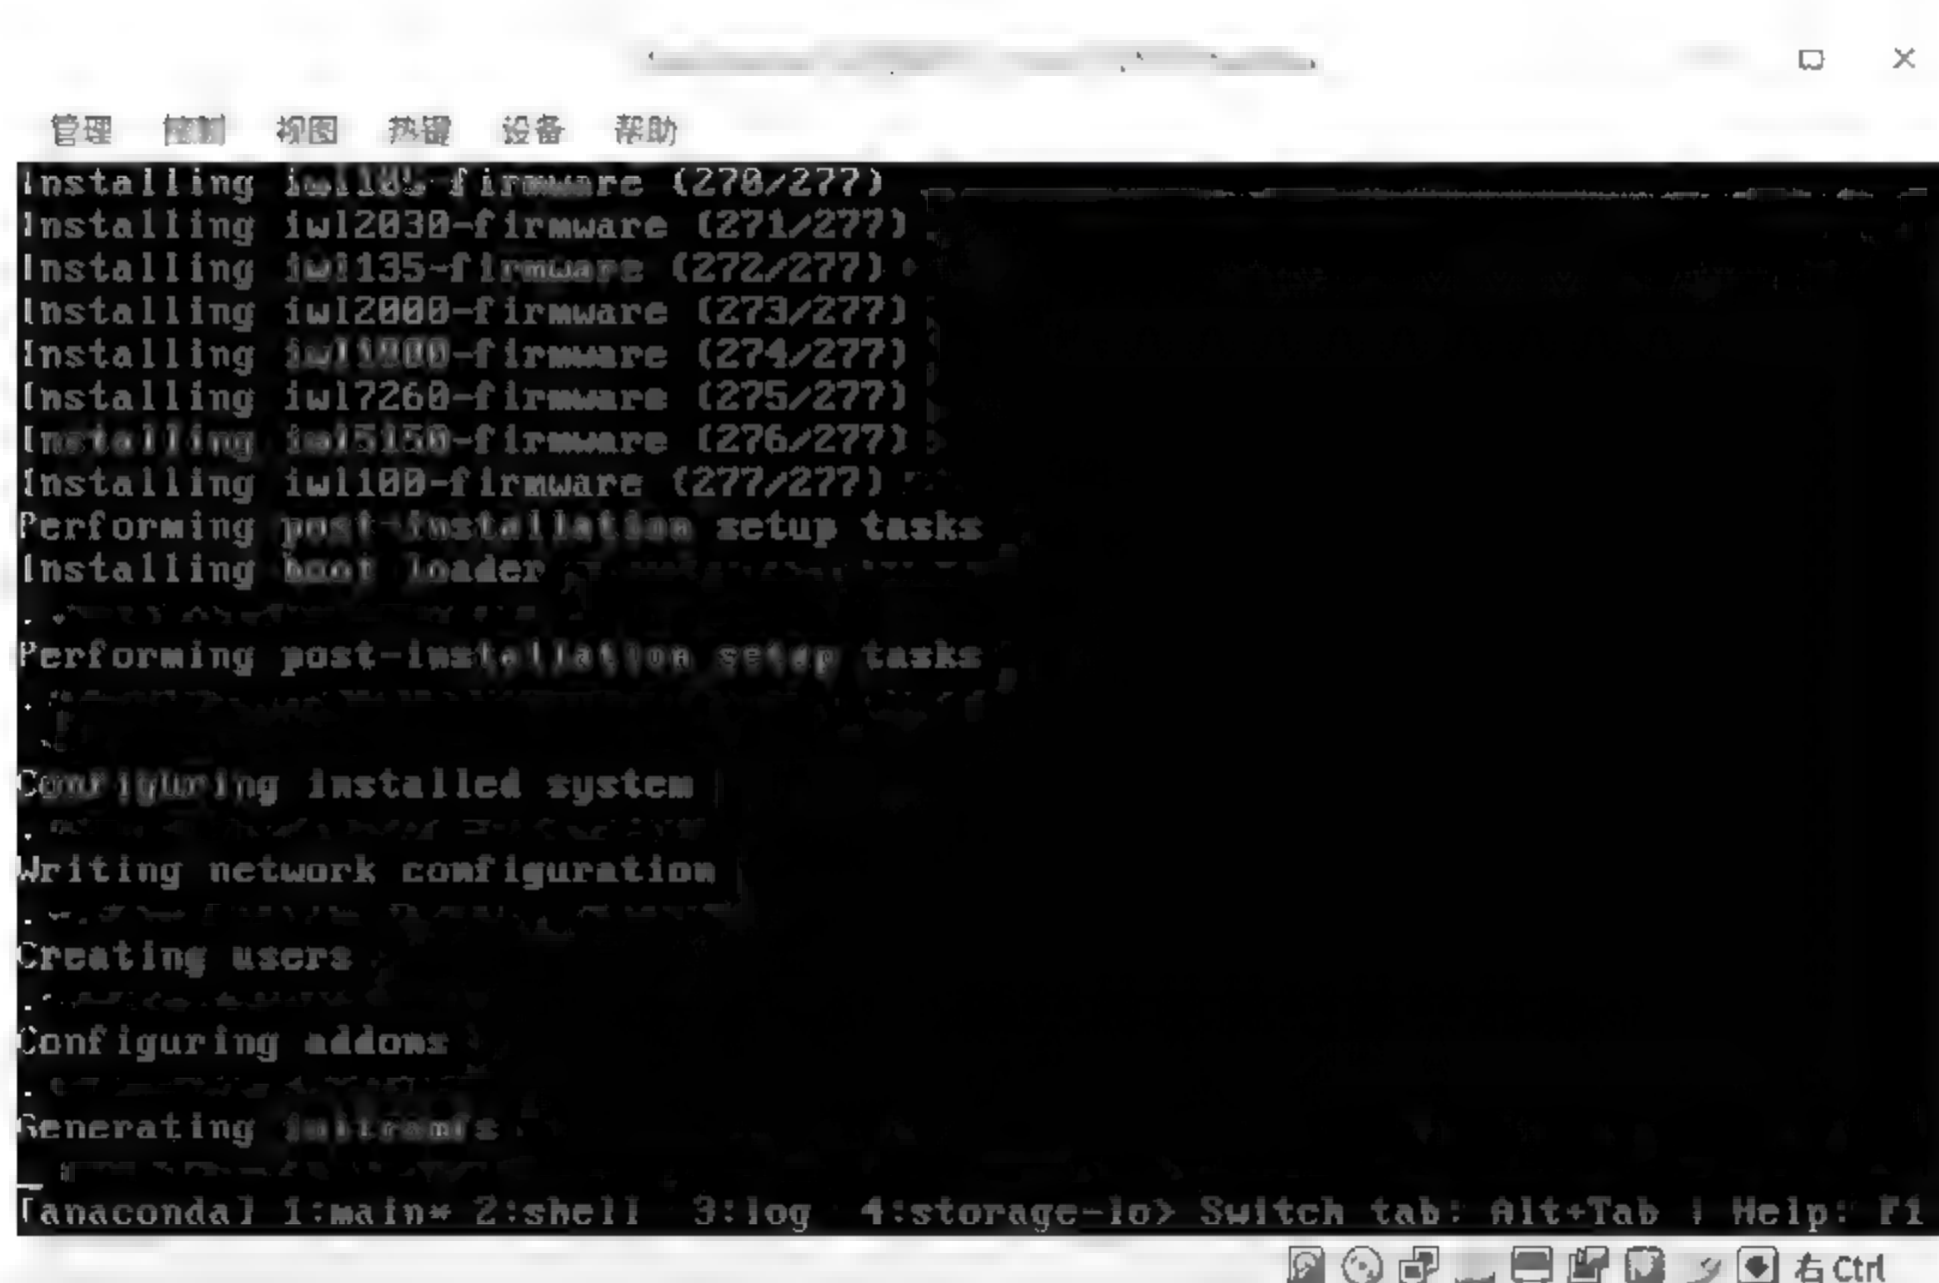 管理 控制 视图 热键 设备 帮助
Installing firmware (270/277)
Installing iwl2030-firmware (271/277)
Installing iwl135-firmware (272/277)
Installing iwl2000-firmware (273/277)
Installing iwl1000-firmware (274/277)
Installing iwl7260-firmware (275/277)
Installing iwl5150-firmware (276/277)
Installing iwl100-firmware (277/277)
Performing post-installation setup tasks
Installing boot loader
.
Performing post-installation setup tasks
.
Configuring installed system
.
Writing network configuration
.
Creating users
.
Configuring addons
.
Generating initramfs
[anaconda] 1:main* 2:shell 3:log 4:storage-lo> Switch tab: Alt+Tab | Help: F1
右 Ctrl